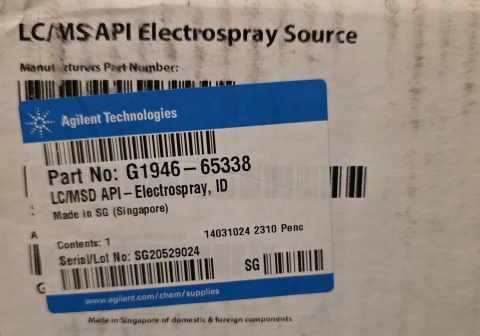 LC/MS API Electrospray Source
Manufacturers Part Number:
Agilent Technologies
Part No: G1946-65338
LC/MSD API-Electrospray, ID
Made in SG (Singapore)
14031024 2310 Penc
Contents: 1
Serial/Lot No: SG20529024
SG
A
G
www.agilent.com/chem/supplies
Made in Singapore of domestic & foreign components